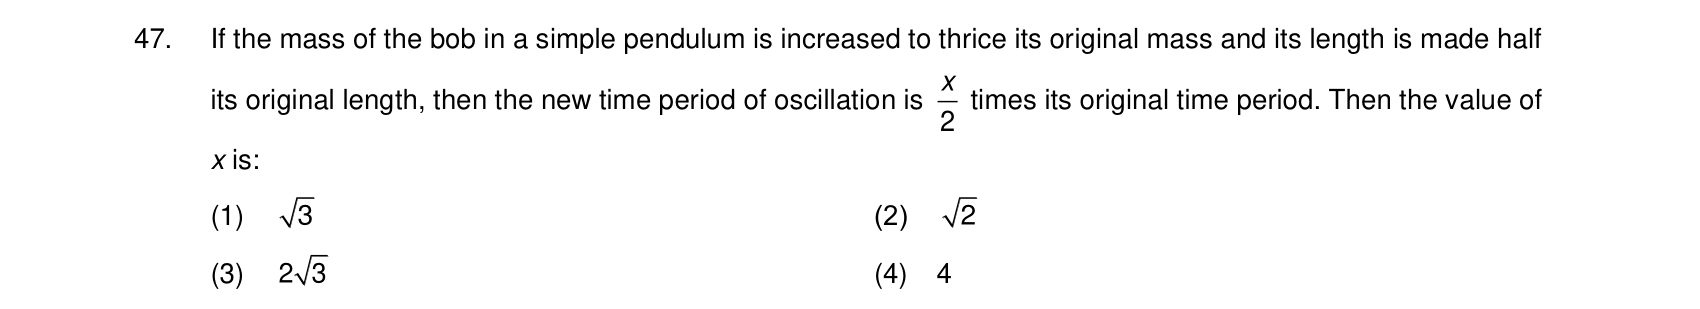 47. If the mass of the bob in a simple pendulum is increased to thrice its original mass and its length is made half
its original length, then the new time period of oscillation is x/2 times its original time period. Then the value of
x is:
(1) √3 (2) √2
(3) 2√3 (4) 4